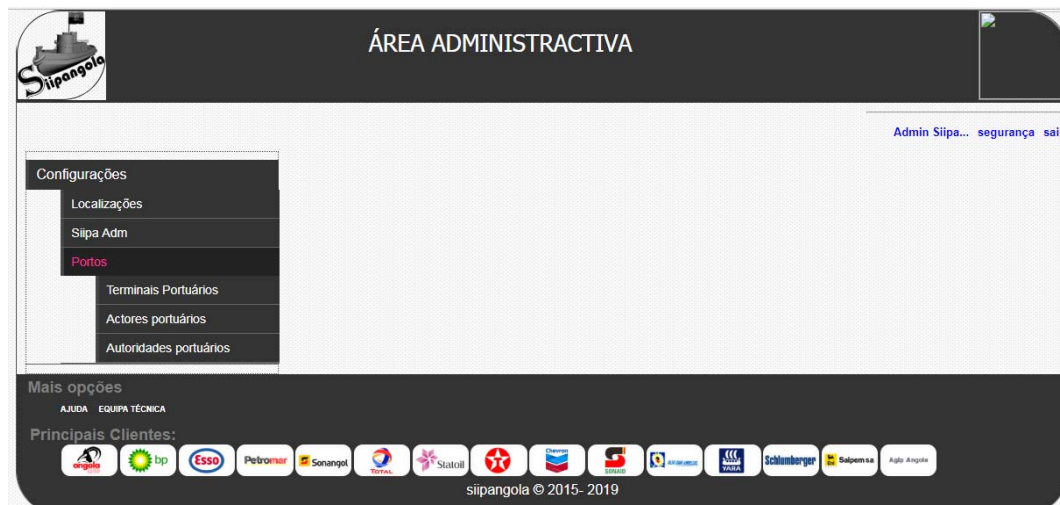 Siipangola
ÁREA ADMINISTRACTIVA
Admin Siipa... segurança sai
Configurações
Localizações
Siipa Adm
Portos
Terminais Portuários
Actores portuários
Autoridades portuários
Mais opções
AJUDA EQUIPA TÉCNICA
Principais Clientes:
angola bp Esso Petromar Sonangol TOTAL Statoil Chevron SONAID YARA Schlumberger Saipem sa Aglp Angola
siipangola © 2015- 2019